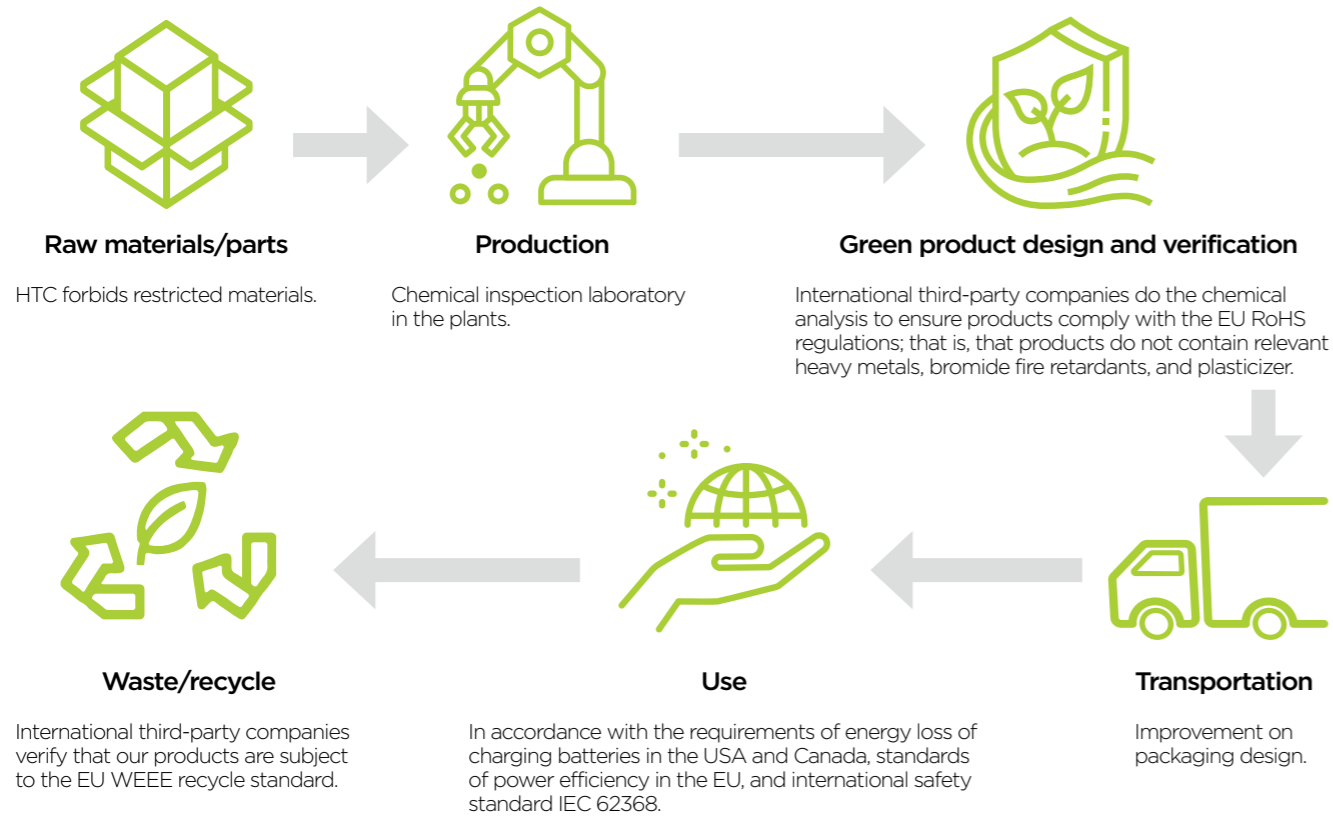 Raw materials/parts
HTC forbids restricted materials.
Production
Chemical inspection laboratory
in the plants.
Green product design and verification
International third-party companies do the chemical
analysis to ensure products comply with the EU RoHS
regulations; that is, that products do not contain relevant
heavy metals, bromide fire retardants, and plasticizer.
Transportation
Improvement on
packaging design.
Use
In accordance with the requirements of energy loss of
charging batteries in the USA and Canada, standards
of power efficiency in the EU, and international safety
standard IEC 62368.
Waste/recycle
International third-party companies
verify that our products are subject
to the EU WEEE recycle standard.